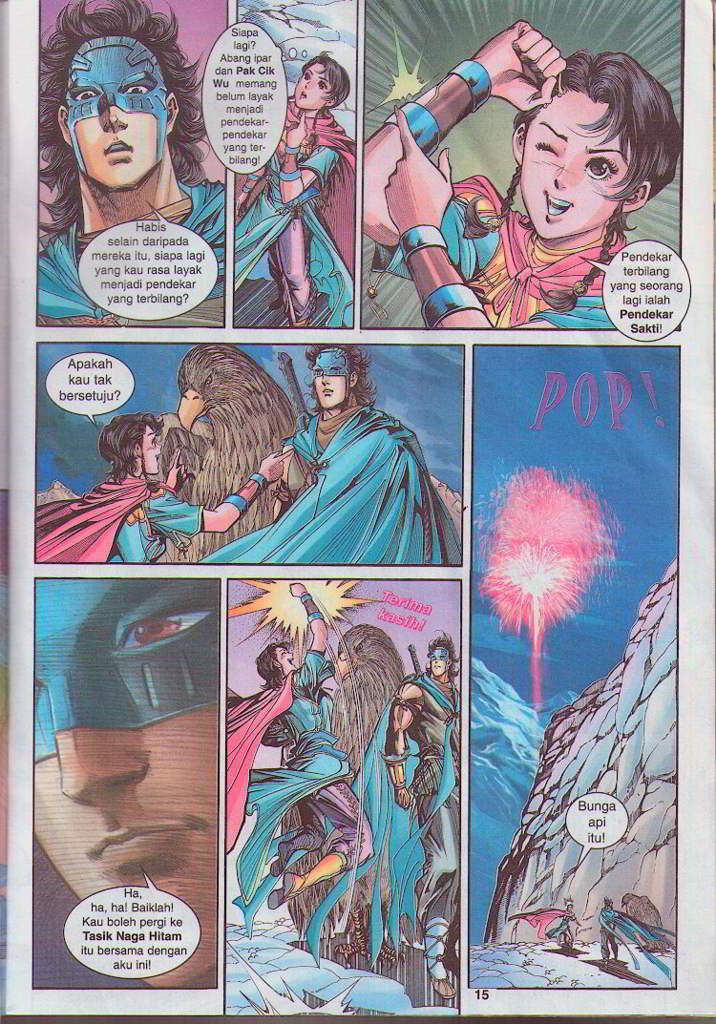 Habis
selain daripada
mereka itu, siapa lagi
yang kau rasa layak
menjadi pendekar
yang terbilang?
Siapa
lagi?
Abang ipar
dan Pak Cik
Wu memang
belum layak
menjadi
pendekar-
pendekar
yang ter-
bilang!
Pendekar
terbilang
yang seorang
lagi ialah
Pendekar
Sakti!
Apakah
kau tak
bersetuju?
POP!
Bunga
api
itu!
Ha,
ha, ha! Baiklah!
Kau boleh pergi ke
Tasik Naga Hitam
itu bersama dengan
aku ini!
Terima
kasih!
15